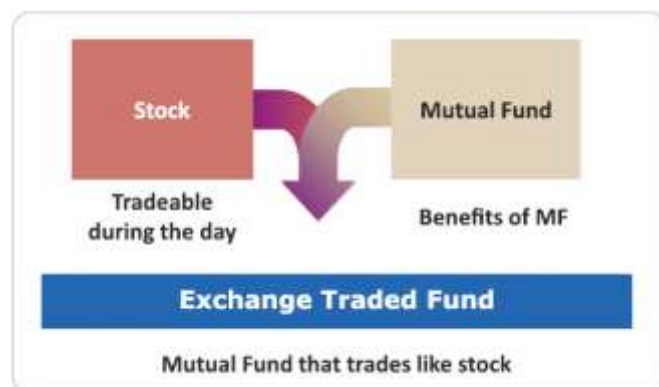 Stock
Mutual Fund
Tradeable
during the day
Benefits of MF
Exchange Traded Fund
Mutual Fund that trades like stock